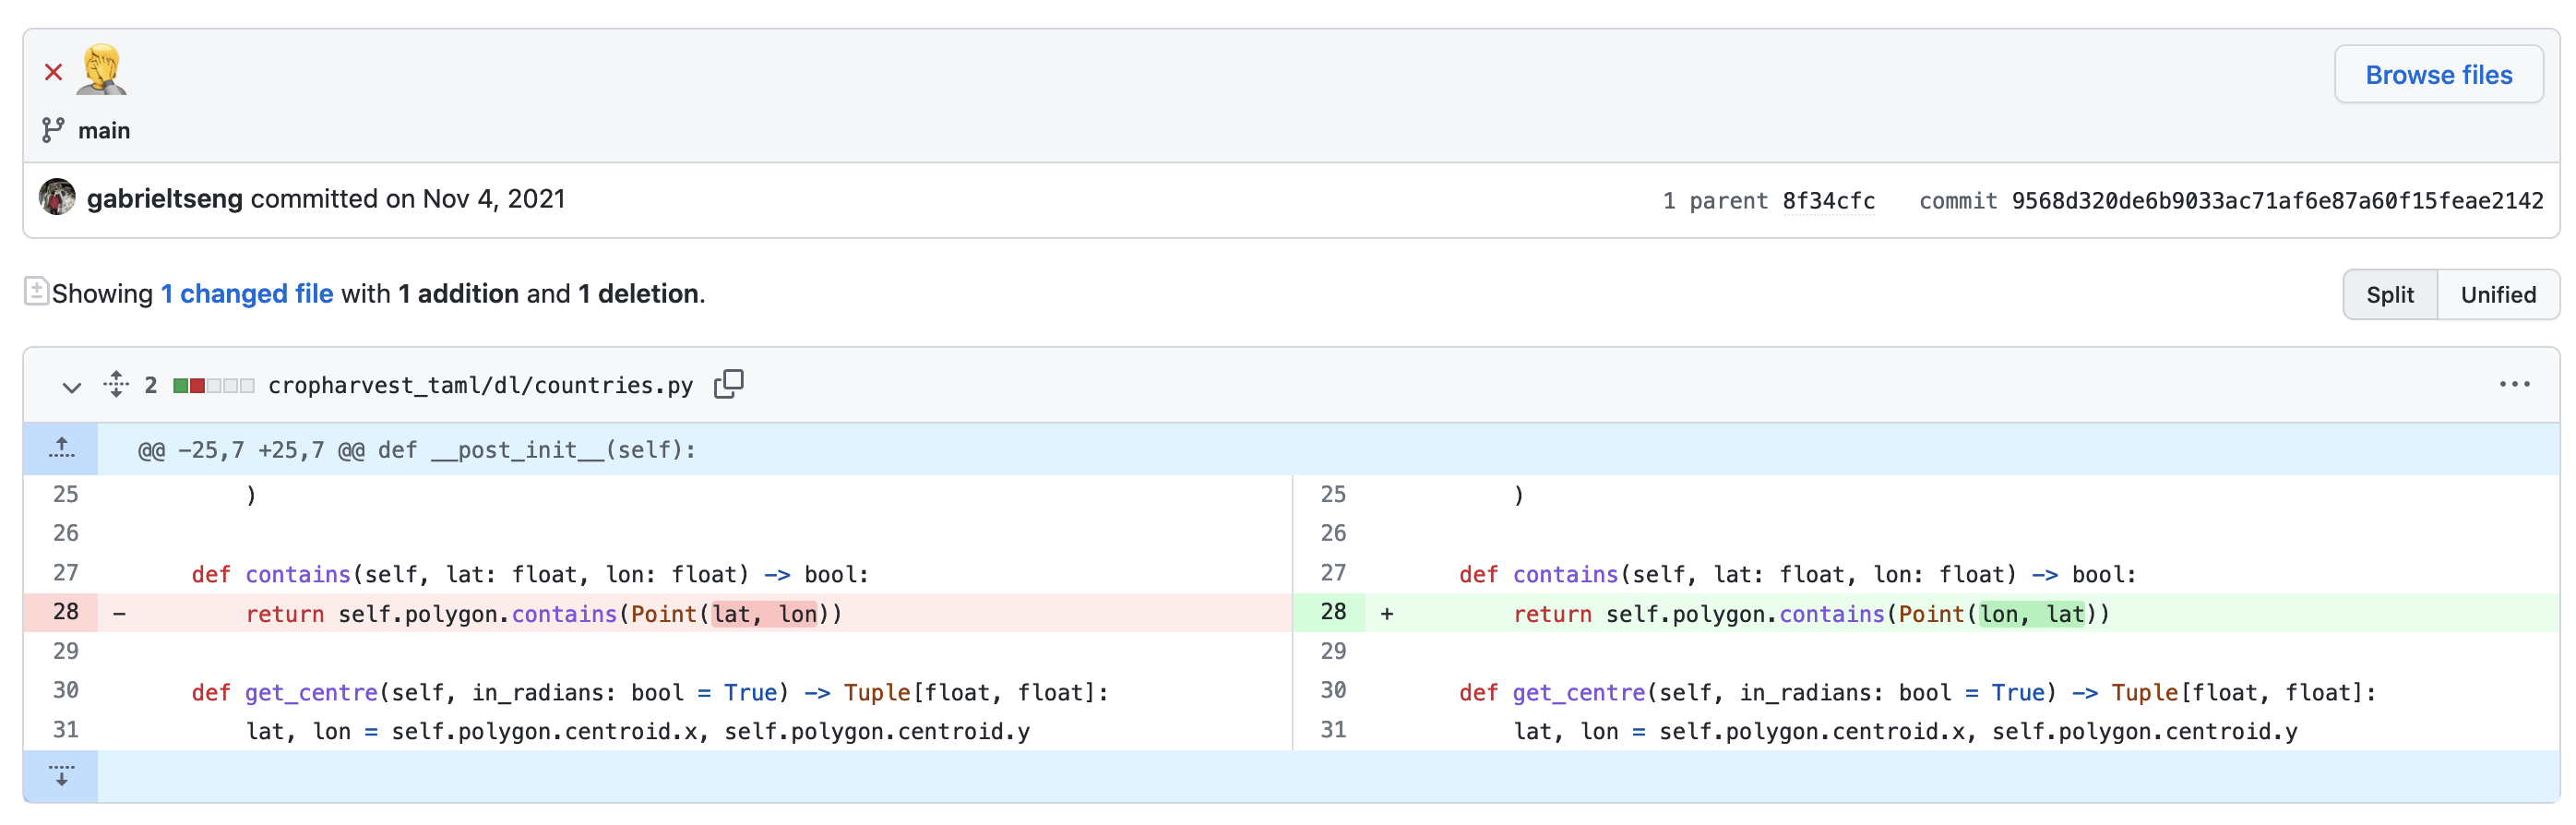 Browse files
main
gabrieltseng committed on Nov 4, 2021
1 parent 8f34cfc commit 9568d320de6b9033ac71af6e87a60f15feae2142
Showing 1 changed file with 1 addition and 1 deletion.
Split Unified
2 cropharvest_taml/dl/countries.py
@@ -25,7 +25,7 @@ def __post_init__(self):
25 )
26
27 def contains(self, lat: float, lon: float) -> bool:
28 - return self.polygon.contains(Point(lat, lon))
29
30 def get_centre(self, in_radians: bool = True) -> Tuple[float, float]:
31 lat, lon = self.polygon.centroid.x, self.polygon.centroid.y
25 )
26
27 def contains(self, lat: float, lon: float) -> bool:
28 + return self.polygon.contains(Point(lon, lat))
29
30 def get_centre(self, in_radians: bool = True) -> Tuple[float, float]:
31 lat, lon = self.polygon.centroid.x, self.polygon.centroid.y